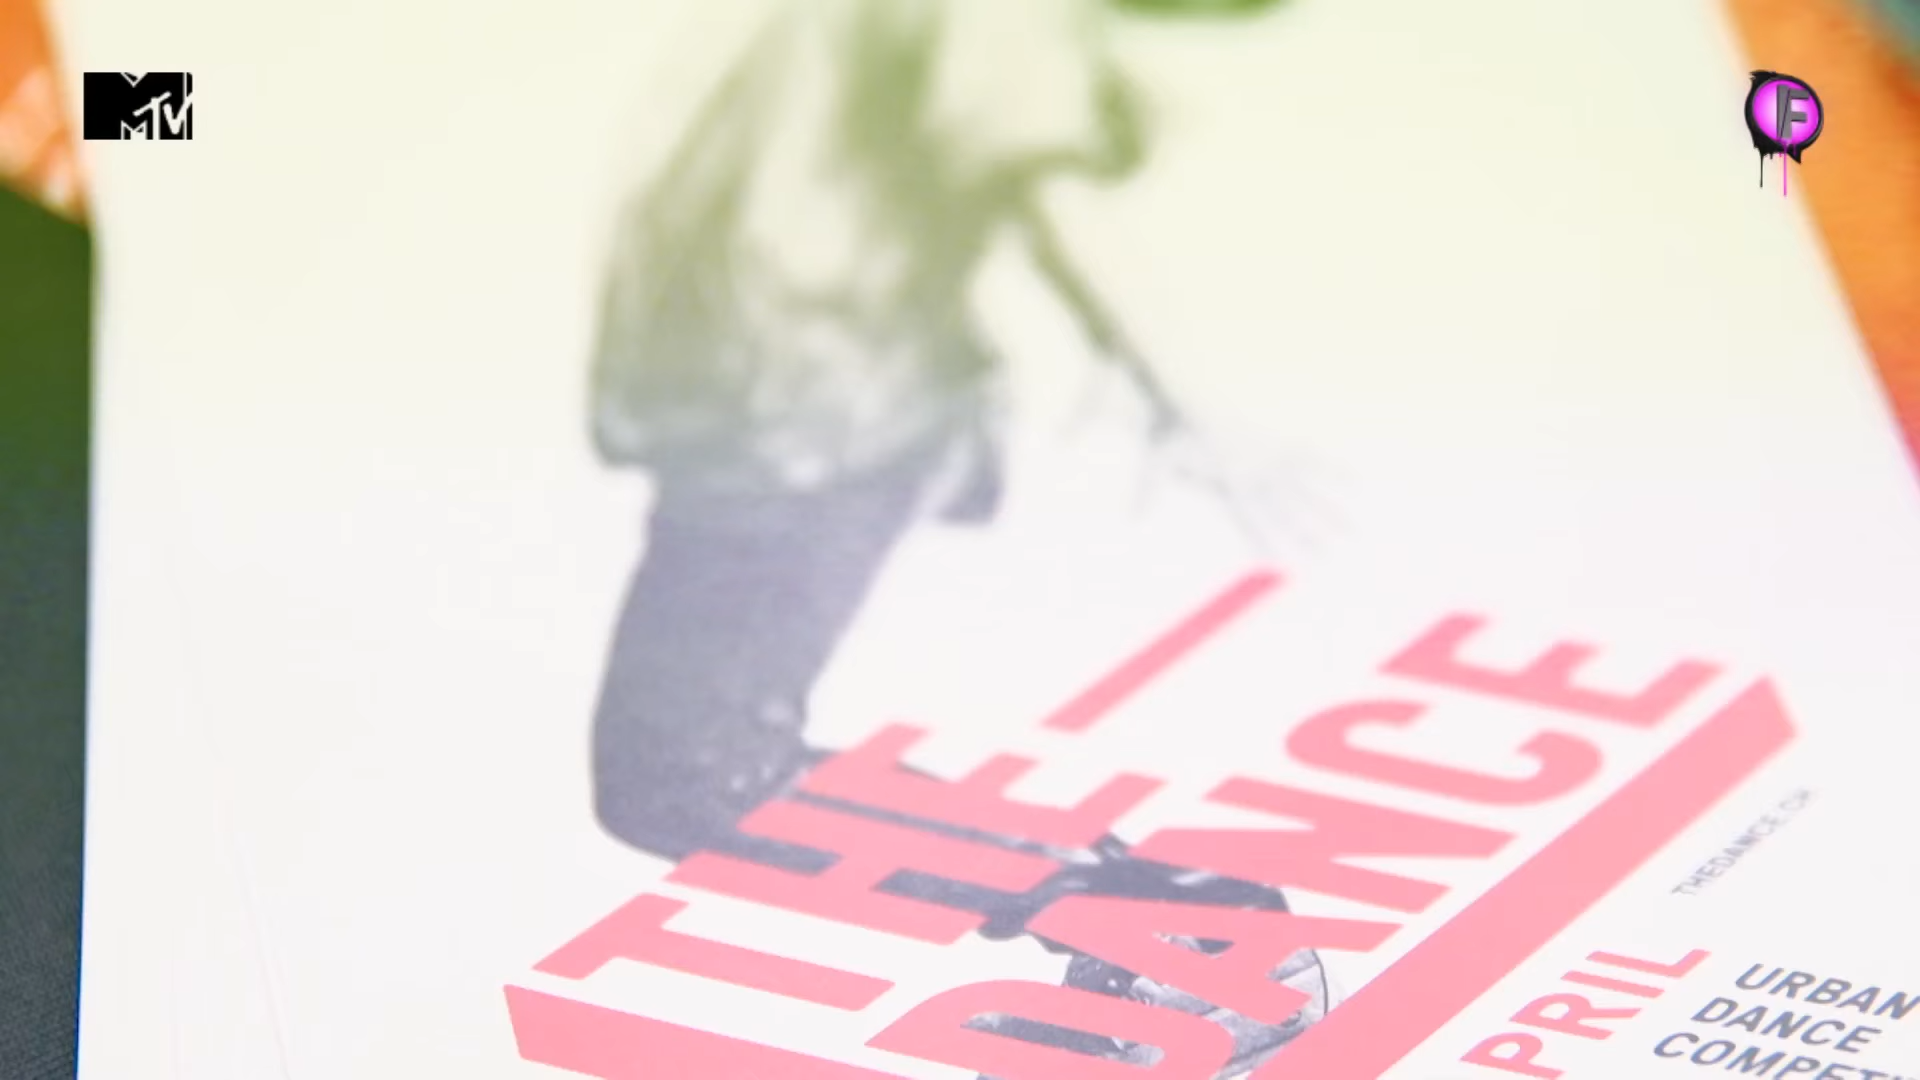 MTV
F
THE
DANCE
THEDANCE.CH
PRIL
URBAN
DANCE
COMPETI